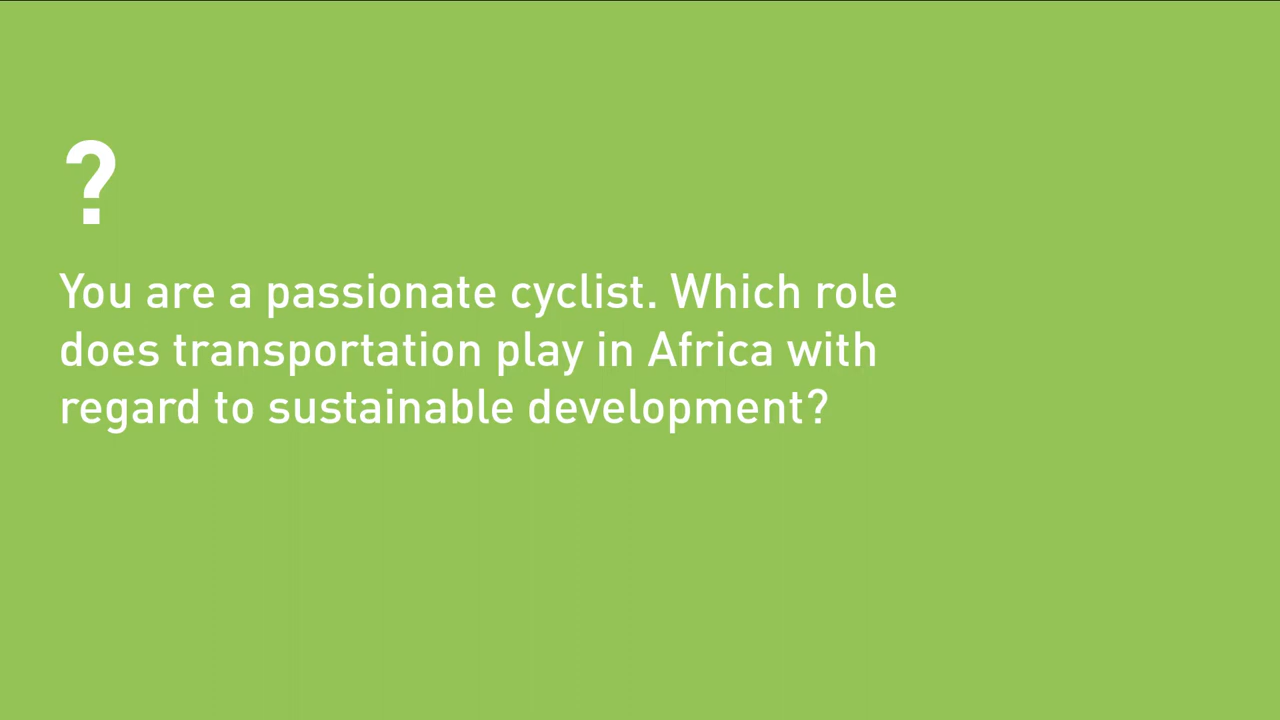 ?
You are a passionate cyclist. Which role
does transportation play in Africa with
regard to sustainable development?